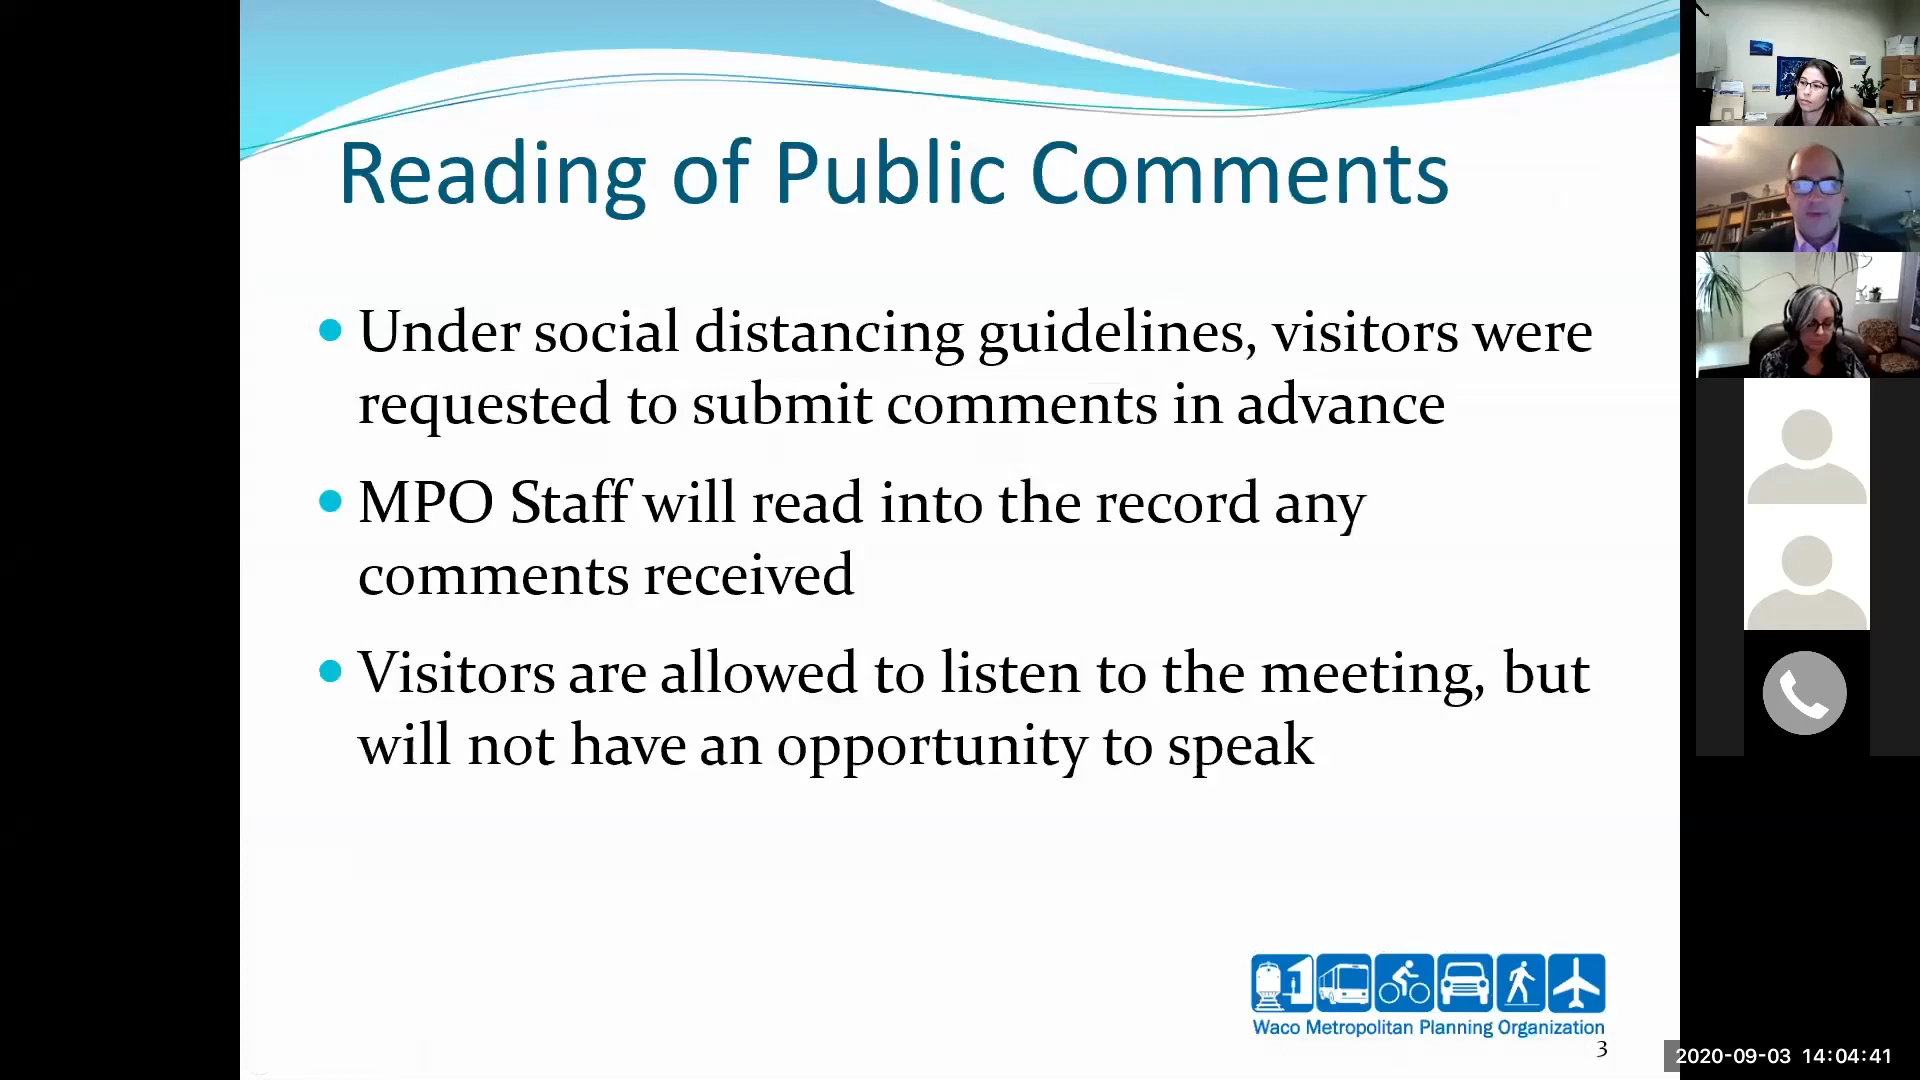 Reading of Public Comments
Under social distancing guidelines, visitors were
requested to submit comments in advance
MPO Staff will read into the record any
comments received
Visitors are allowed to listen to the meeting, but
will not have an opportunity to speak
Waco Metropolitan Planning Organization
3
2020-09-03 14:04:41